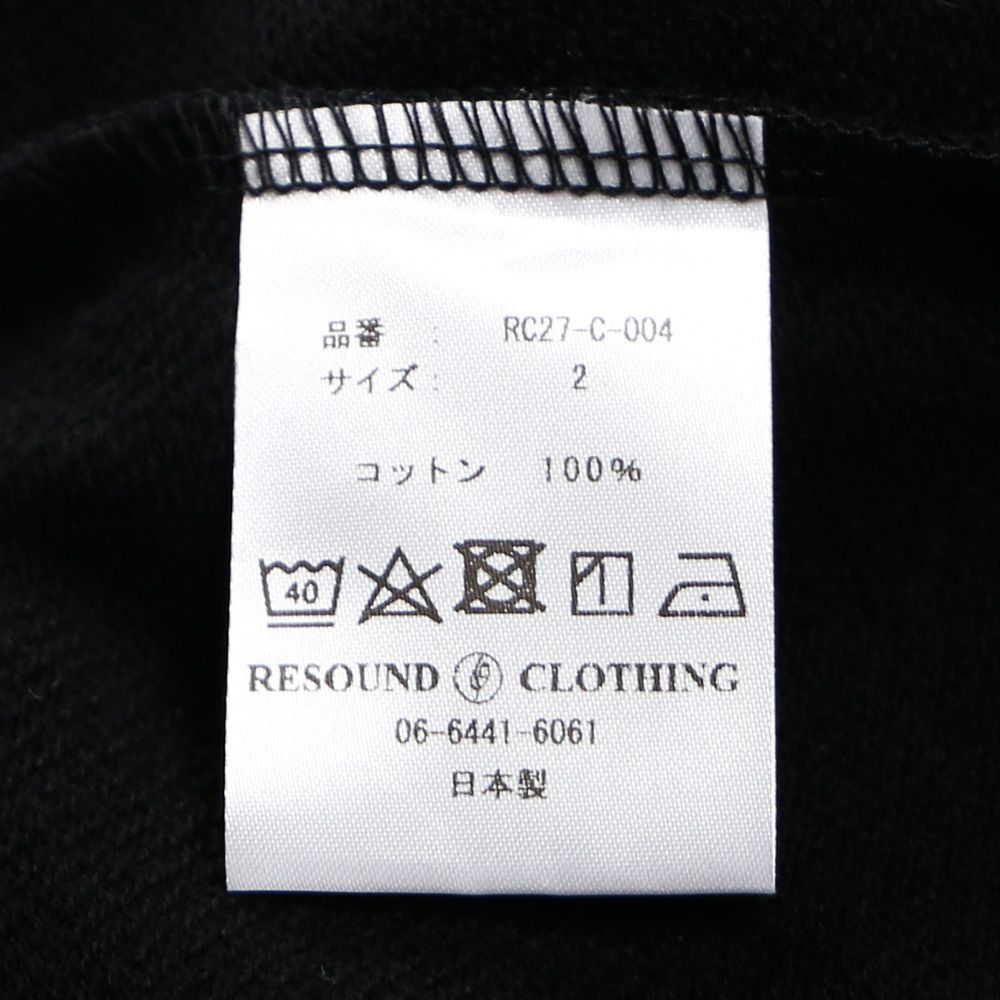 品番 : RC27-C-004
サイズ : 2
コットン 100%
40
RESOUND CLOTHING
06-6441-6061
日本製